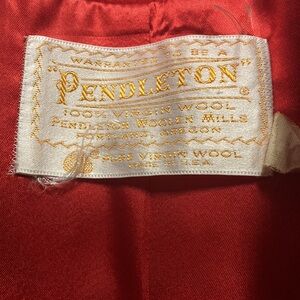 WARRANTED TO BE A
"PENDLETON"®
100% VIRGIN WOOL
PENDLETON WOOLEN MILLS
PORTLAND, OREGON
PURE VIRGIN WOOL
MADE IN U.S.A.